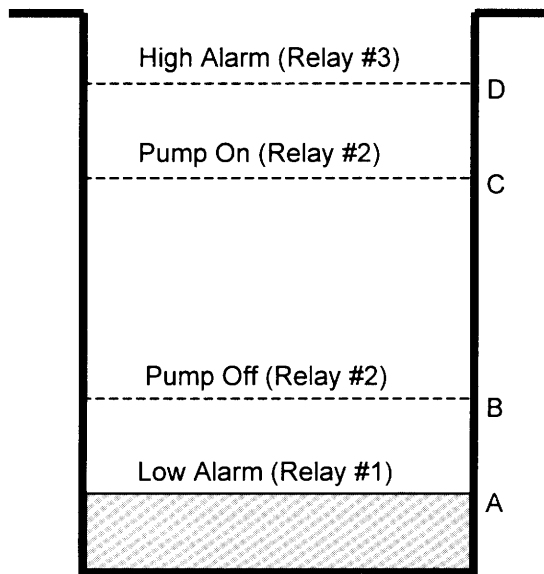 High Alarm (Relay #3)
D
Pump On (Relay #2)
C
Pump Off (Relay #2)
B
Low Alarm (Relay #1)
A